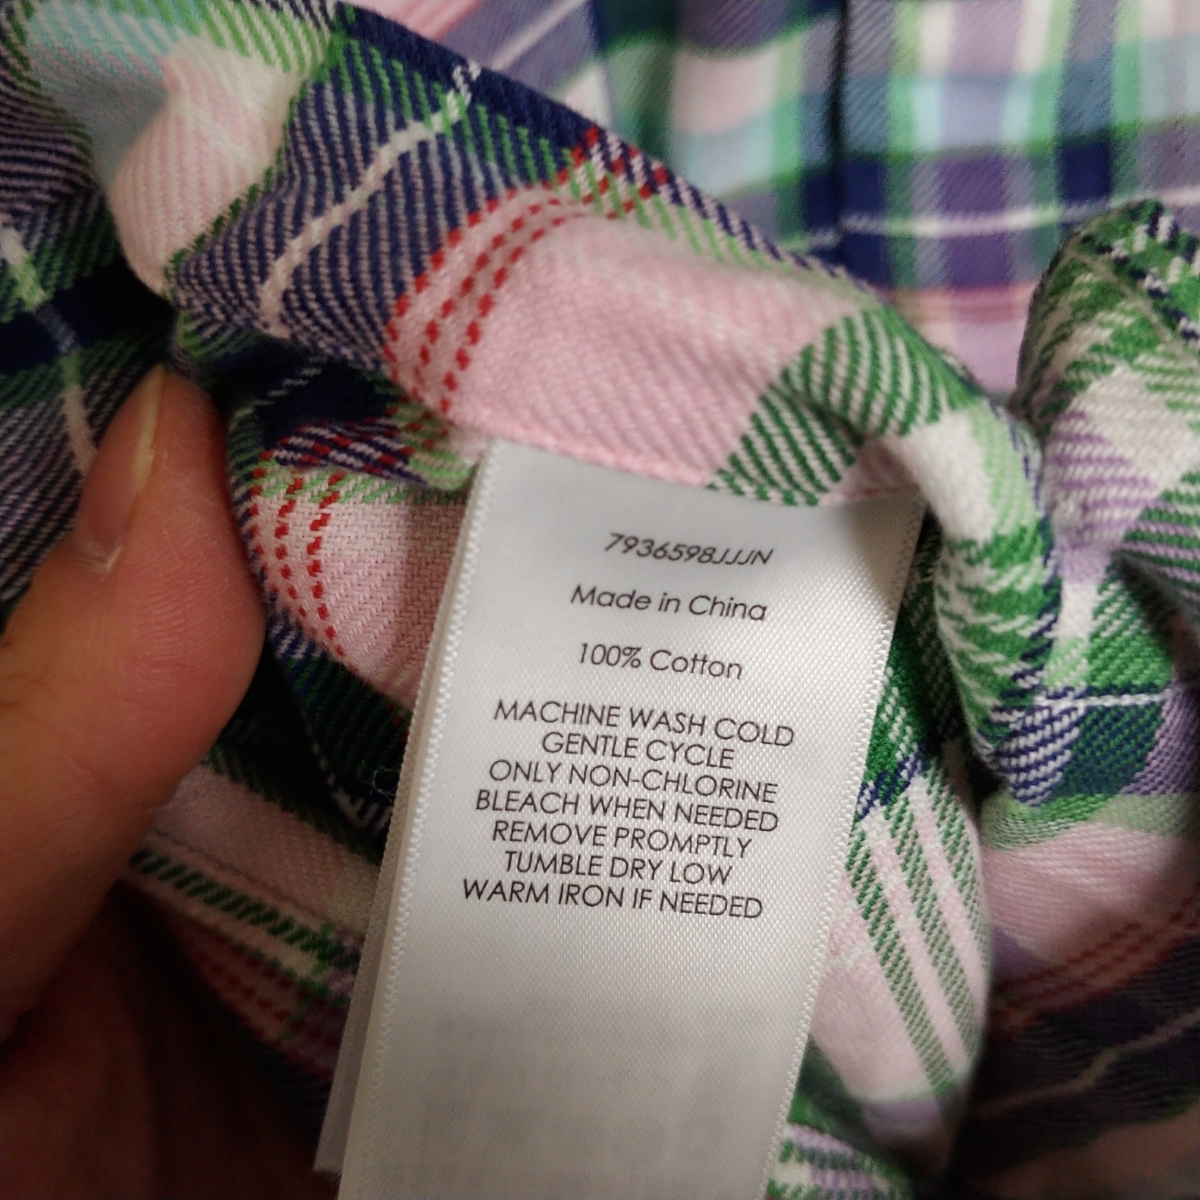 7936598JJJN
Made in China
100% Cotton
MACHINE WASH COLD
GENTLE CYCLE
ONLY NON-CHLORINE
BLEACH WHEN NEEDED
REMOVE PROMPTLY
TUMBLE DRY LOW
WARM IRON IF NEEDED